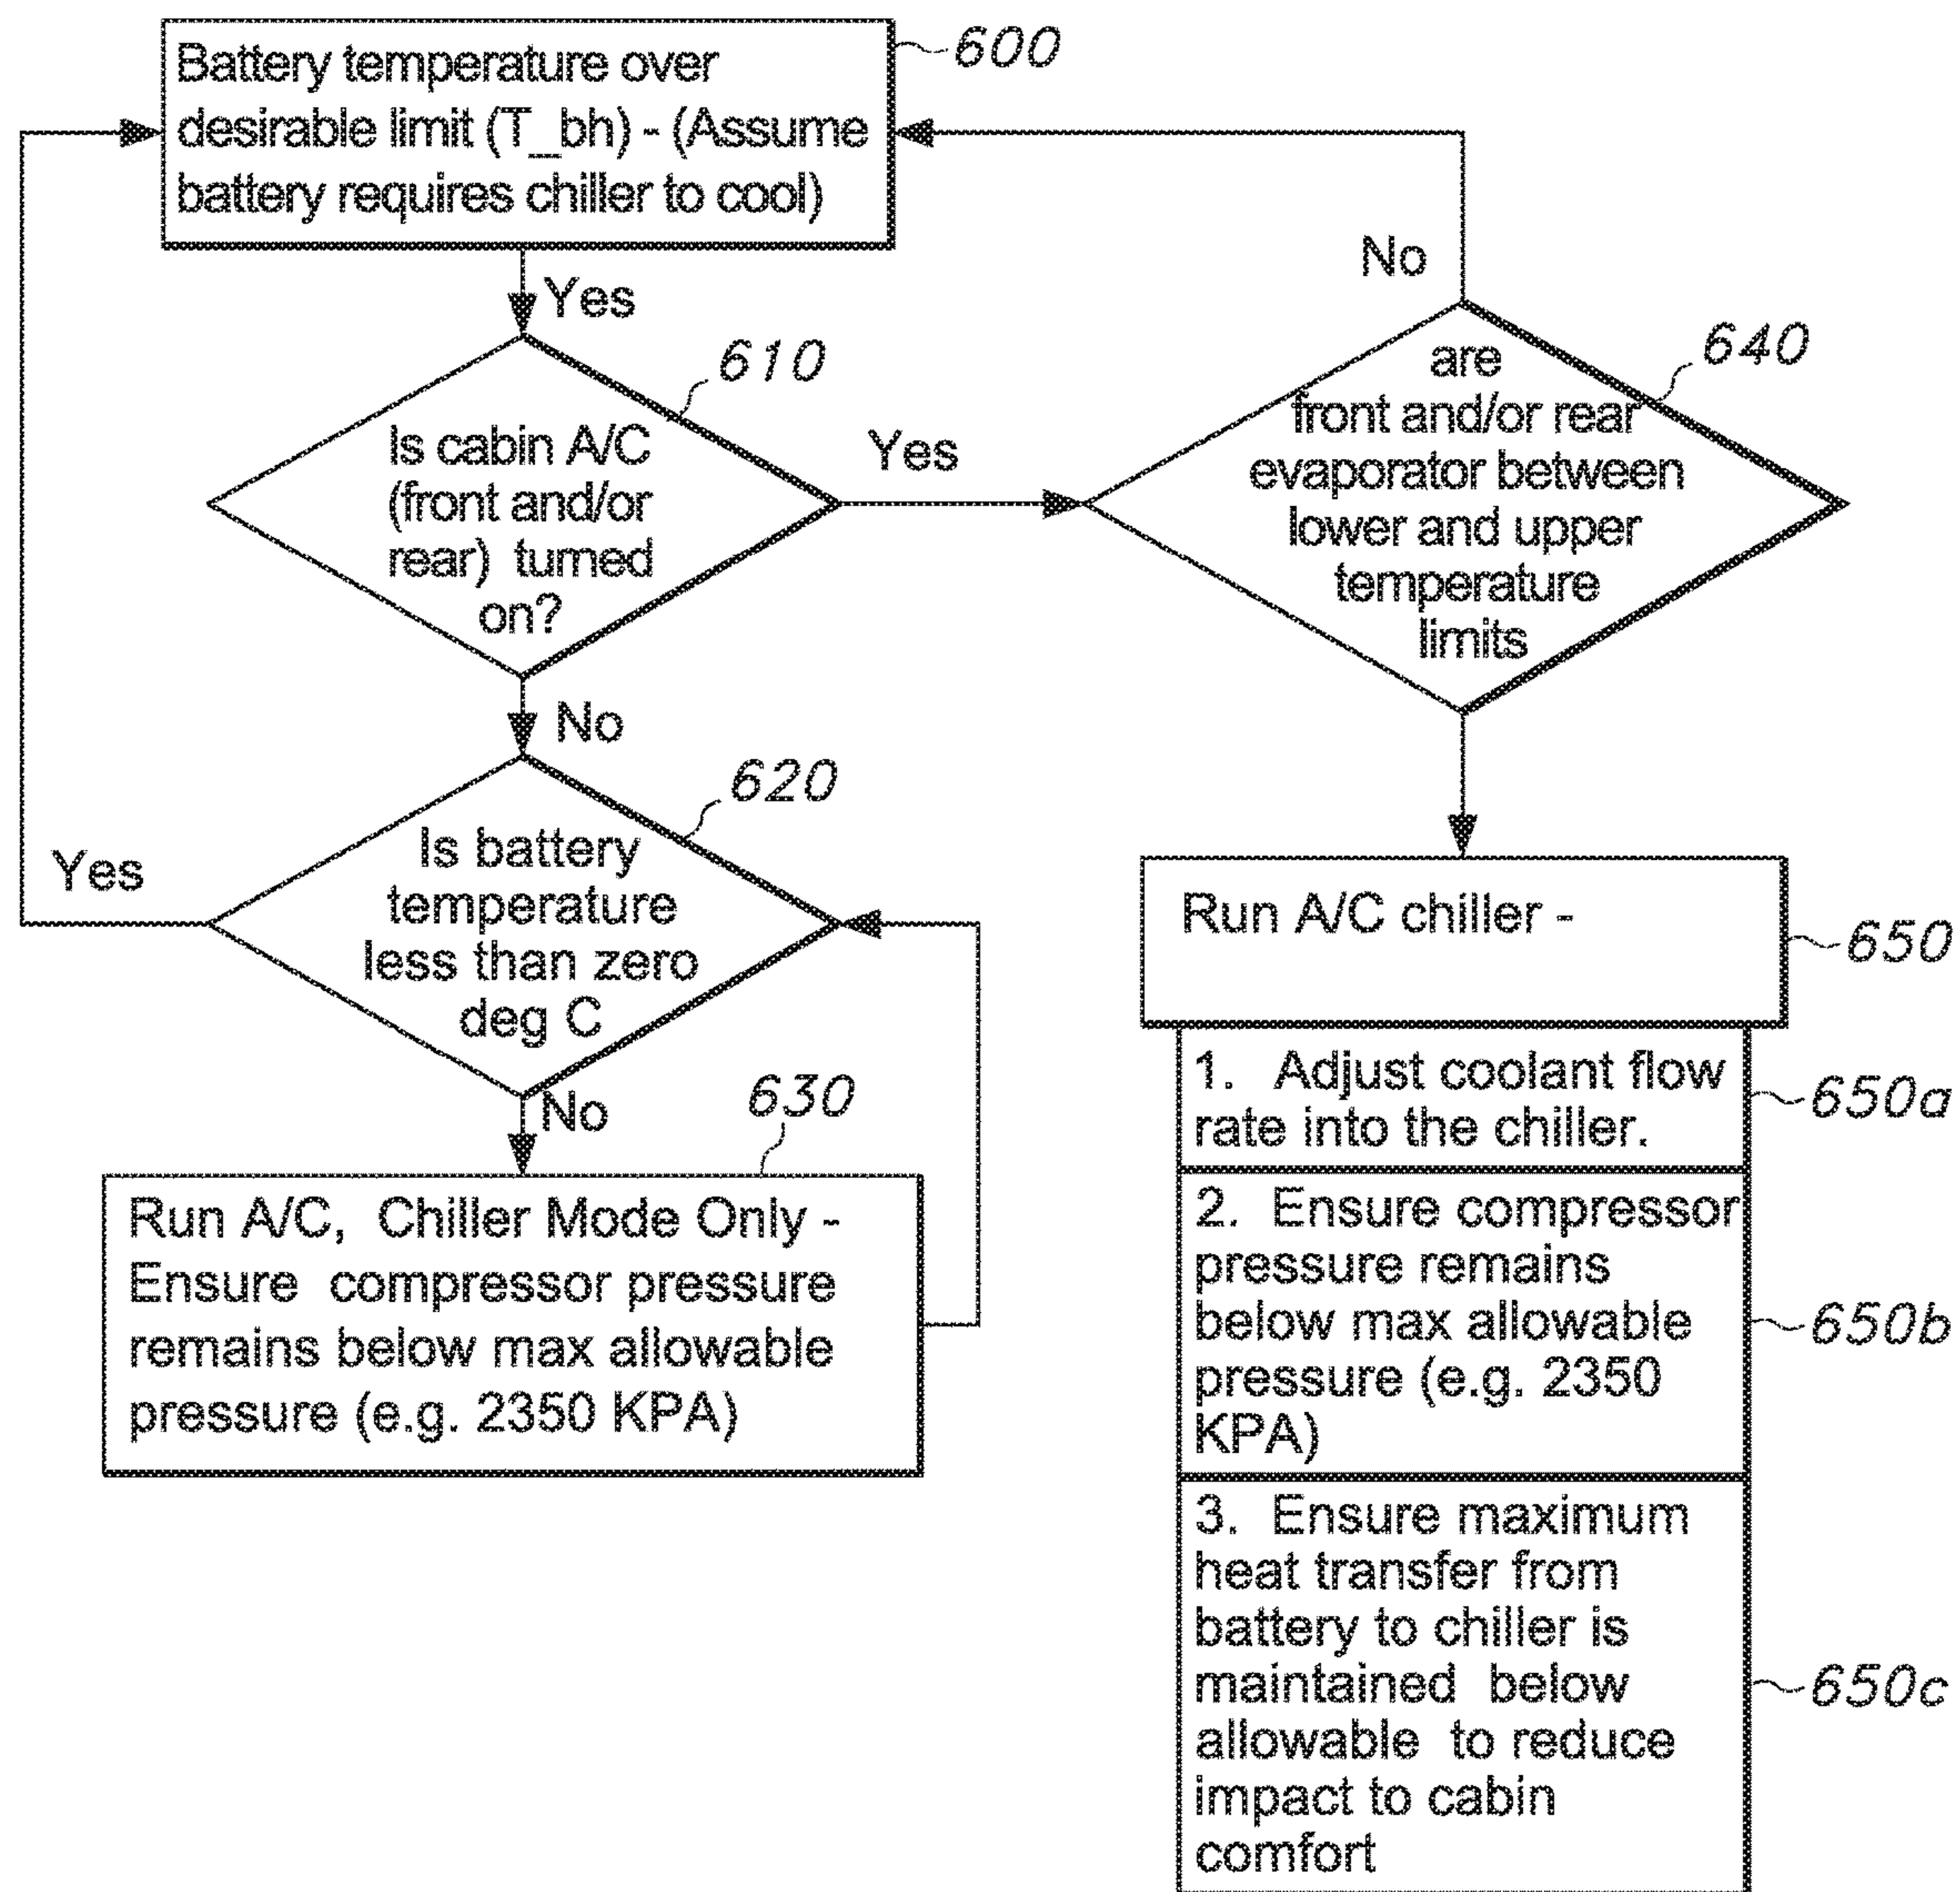 Battery temperature over
desirable limit (T_bh) - (Assume
battery requires chiller to cool)
600
Yes
Is cabin A/C
(front and/or
rear) turned
on?
610
Yes
No
are
front and/or rear
evaporator between
lower and upper
temperature
limits
640
No
Is battery
temperature
less than zero
deg C
620
Yes
No
Run A/C, Chiller Mode Only -
Ensure compressor pressure
remains below max allowable
pressure (e.g. 2350 KPA)
630
Run A/C chiller -
650
1. Adjust coolant flow
rate into the chiller.
650a
2. Ensure compressor
pressure remains
below max allowable
pressure (e.g. 2350
KPA)
650b
3. Ensure maximum
heat transfer from
battery to chiller is
maintained below
allowable to reduce
impact to cabin
comfort
650c